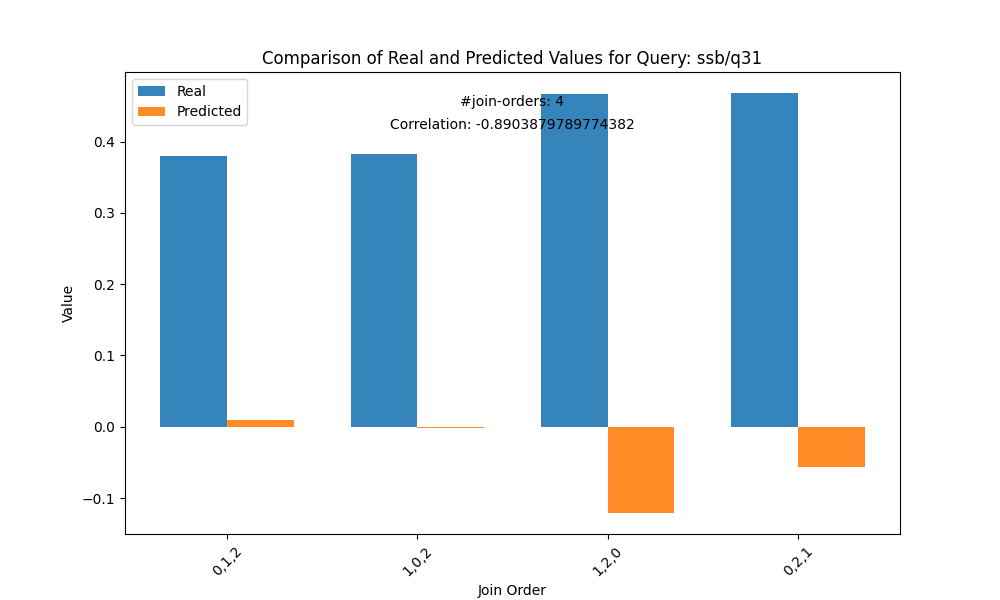 Comparison of Real and Predicted Values for Query: ssb/q31
Real
Predicted
#join-orders: 4
Correlation: -0.8903879789774382
0.4
0.3
0.2
0.1
0.0
−0.1
Value
0,1,2
1,0,2
1,2,0
0,2,1
Join Order